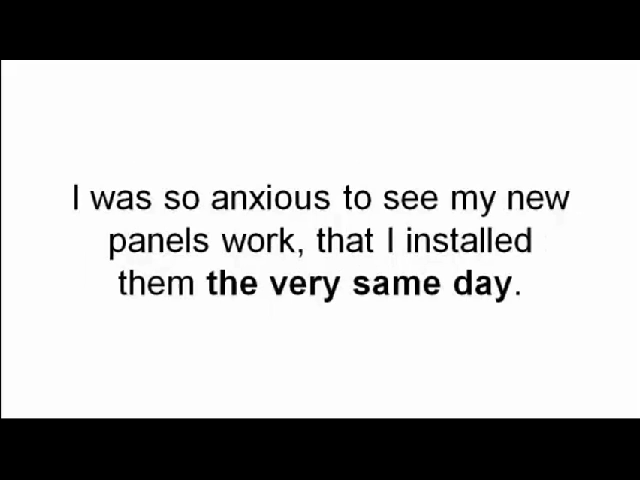 I was so anxious to see my new
panels work, that I installed
them the very same day.